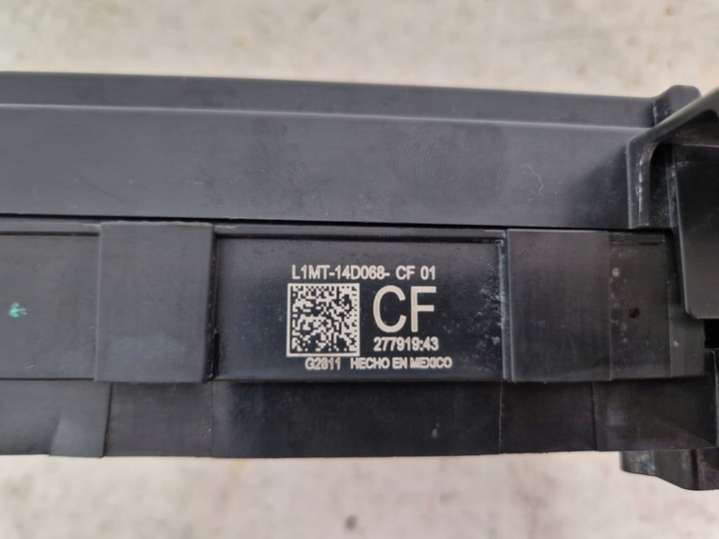 L1MT-14D068- CF 01
CF
277919:43
G2811 HECHO EN MEXICO